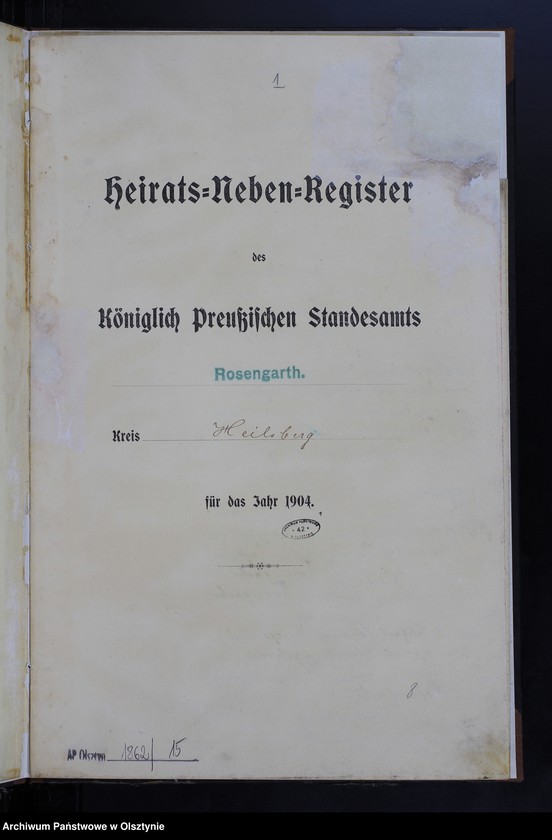 1
Heirats-Neben-Register
des
Königlich Preußischen Standesamts
Rosengarth.
Kreis Heilsberg
für das Jahr 1904.
42
8
AP Olsztyn 1862/15
Archiwum Państwowe w Olsztynie